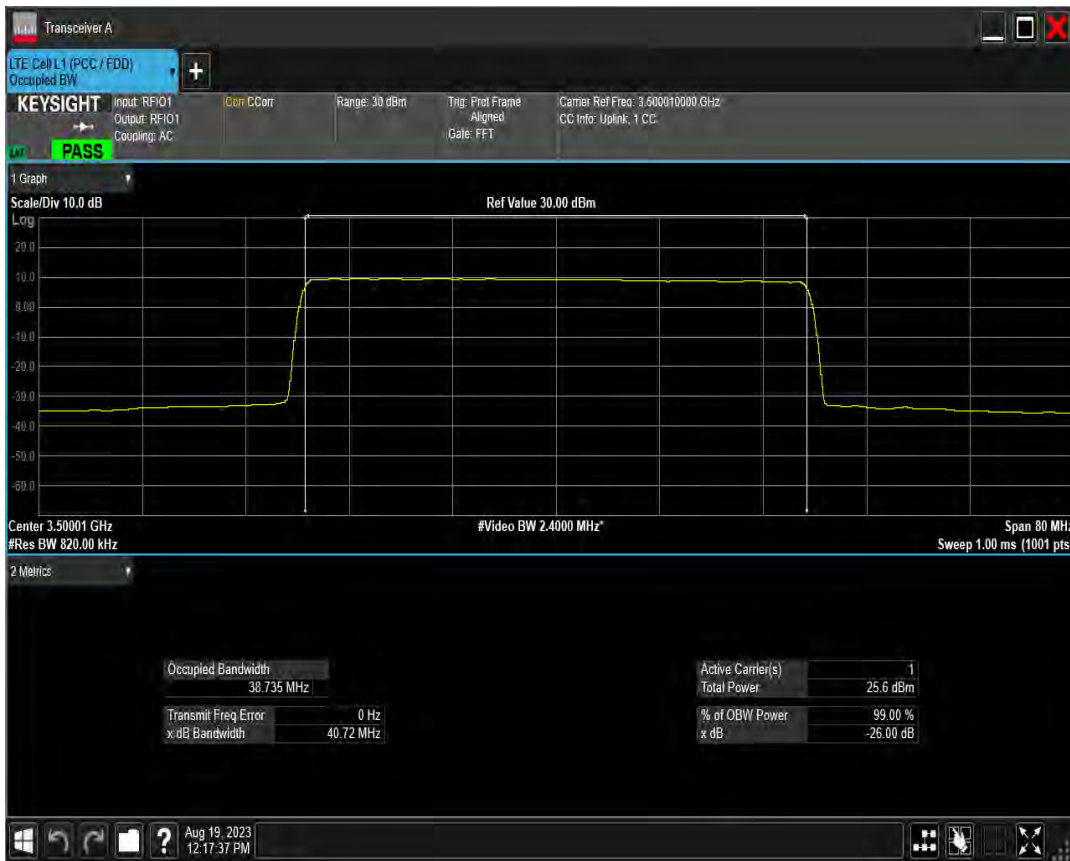 Transceiver A
LTE Cell L1 (PCC / FDD)
Occupied BW
+
KEYSIGHT
Input: RFIO1
Output: RFIO1
Coupling: AC
Corr CCorr
Range: 30 dBm
Trig: Prot Frame
Aligned
Gate: FFT
Carrier Ref Freq: 3.500010000 GHz
CC Info: Uplink, 1 CC
PASS
1 Graph
Scale/Div 10.0 dB
Ref Value 30.00 dBm
Log
20.0
10.0
0.00
-10.0
-20.0
-30.0
-40.0
-50.0
-60.0
Center 3.50001 GHz
#Video BW 2.4000 MHz*
Span 80 MHz
#Res BW 820.00 kHz
Sweep 1.00 ms (1001 pts
2 Metrics
Occupied Bandwidth
38.735 MHz
Transmit Freq Error 0 Hz
x dB Bandwidth 40.72 MHz
Active Carrier(s) 1
Total Power 25.6 dBm
% of OBW Power 99.00 %
x dB -26.00 dB
?
Aug 19, 2023
12:17:37 PM